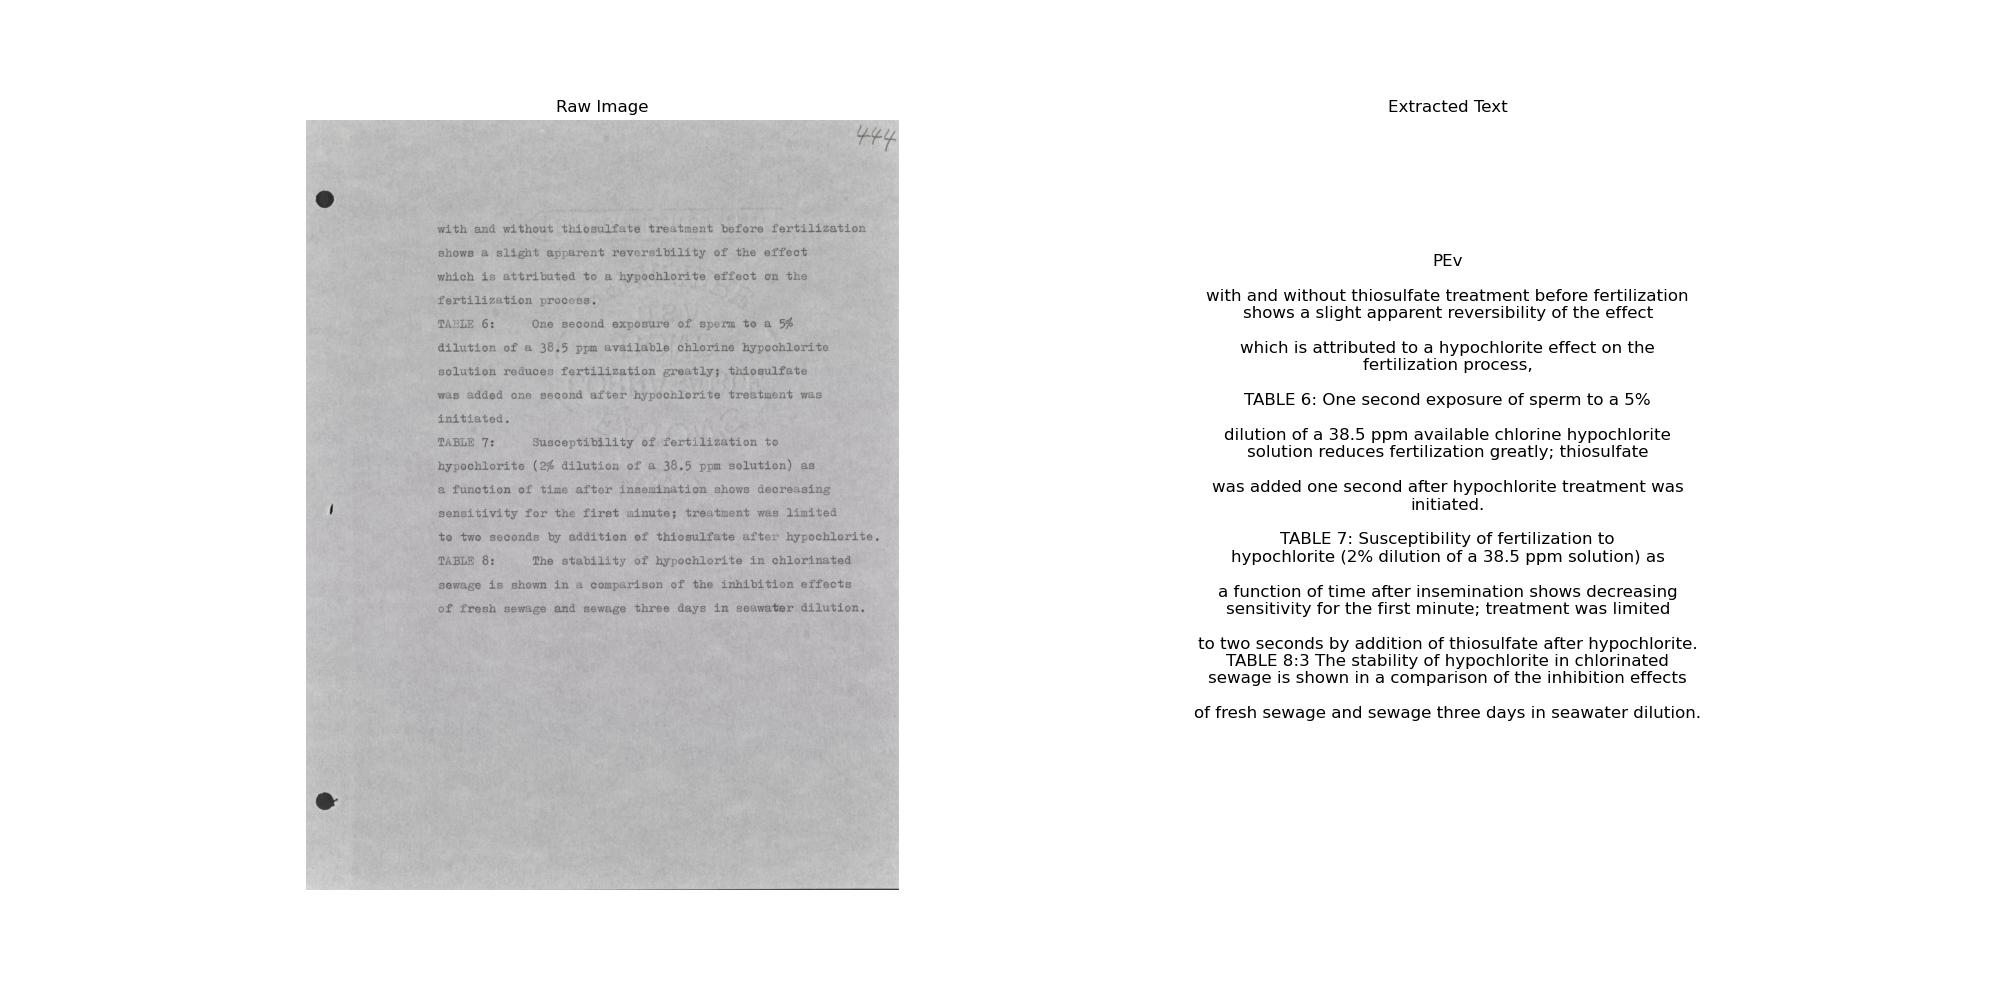 Raw Image
444
with and without thiosulfate treatment before fertilization
shows a slight apparent reversibility of the effect
which is attributed to a hypochlorite effect on the
fertilization process.
TABLE 6: One second exposure of sperm to a 5%
dilution of a 38.5 ppm available chlorine hypochlorite
solution reduces fertilization greatly; thiosulfate
was added one second after hypochlorite treatment was
initiated.
TABLE 7: Susceptibility of fertilization to
hypochlorite (2% dilution of a 38.5 ppm solution) as
a function of time after insemination shows decreasing
sensitivity for the first minute; treatment was limited
to two seconds by addition of thiosulfate after hypochlorite.
TABLE 8: The stability of hypochlorite in chlorinated
sewage is shown in a comparison of the inhibition effects
of fresh sewage and sewage three days in seawater dilution.
Extracted Text
PEv
with and without thiosulfate treatment before fertilization
shows a slight apparent reversibility of the effect
which is attributed to a hypochlorite effect on the
fertilization process,
TABLE 6: One second exposure of sperm to a 5%
dilution of a 38.5 ppm available chlorine hypochlorite
solution reduces fertilization greatly; thiosulfate
was added one second after hypochlorite treatment was
initiated.
TABLE 7: Susceptibility of fertilization to
hypochlorite (2% dilution of a 38.5 ppm solution) as
a function of time after insemination shows decreasing
sensitivity for the first minute; treatment was limited
to two seconds by addition of thiosulfate after hypochlorite.
TABLE 8:3 The stability of hypochlorite in chlorinated
sewage is shown in a comparison of the inhibition effects
of fresh sewage and sewage three days in seawater dilution.